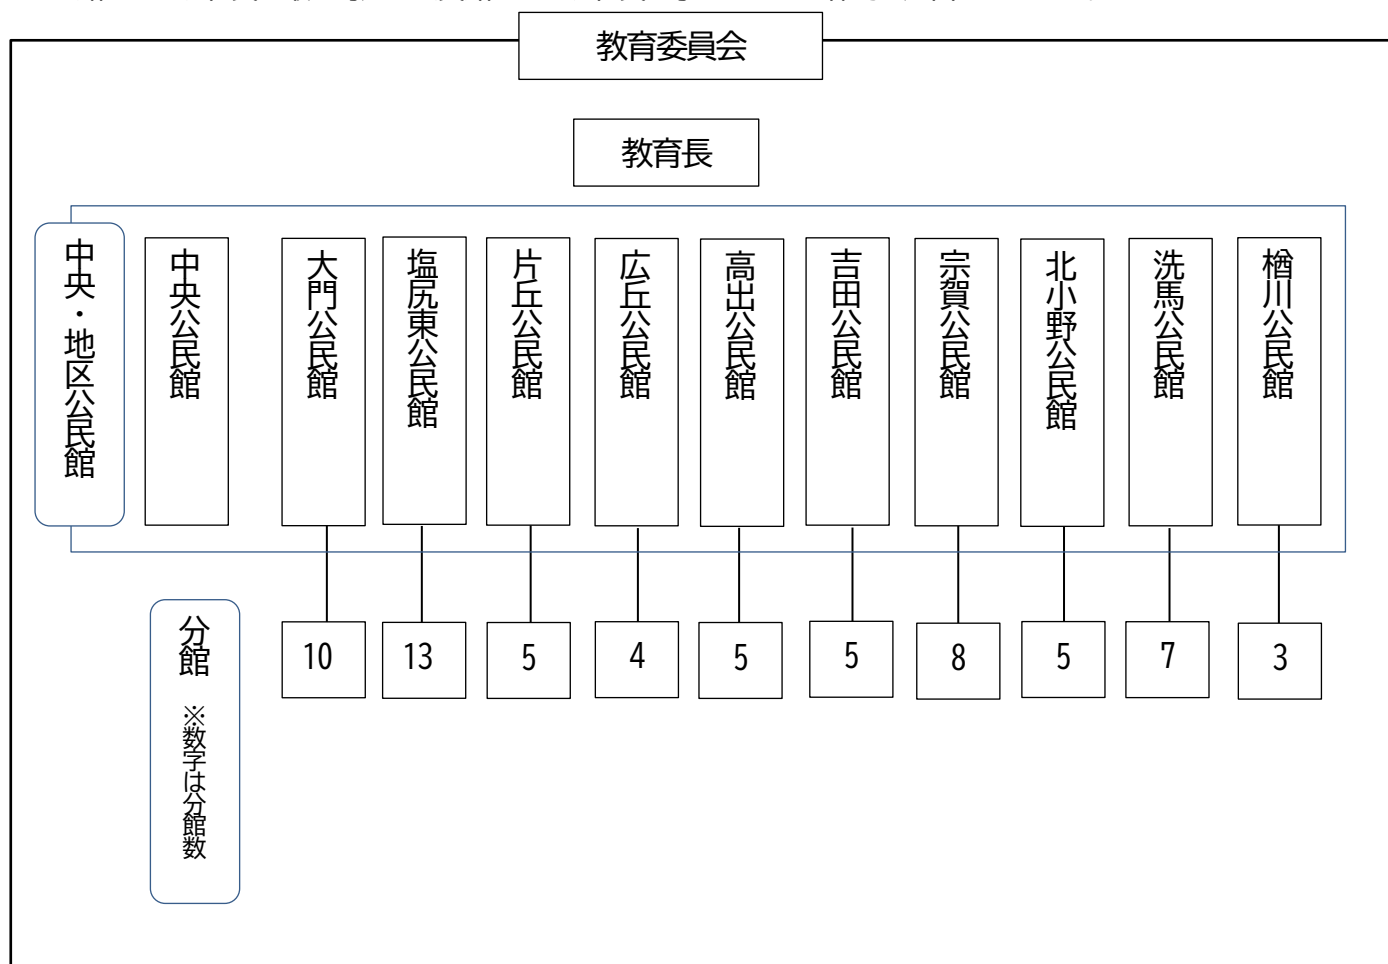 教育委員会
教育長
中央・地区公民館
中央公民館
大門公民館
塩尻東公民館
片丘公民館
広丘公民館
高出公民館
吉田公民館
宗賀公民館
北小野公民館
洗馬公民館
楢川公民館
分館 ※数字は分館数
10
13
5
4
5
5
8
5
7
3